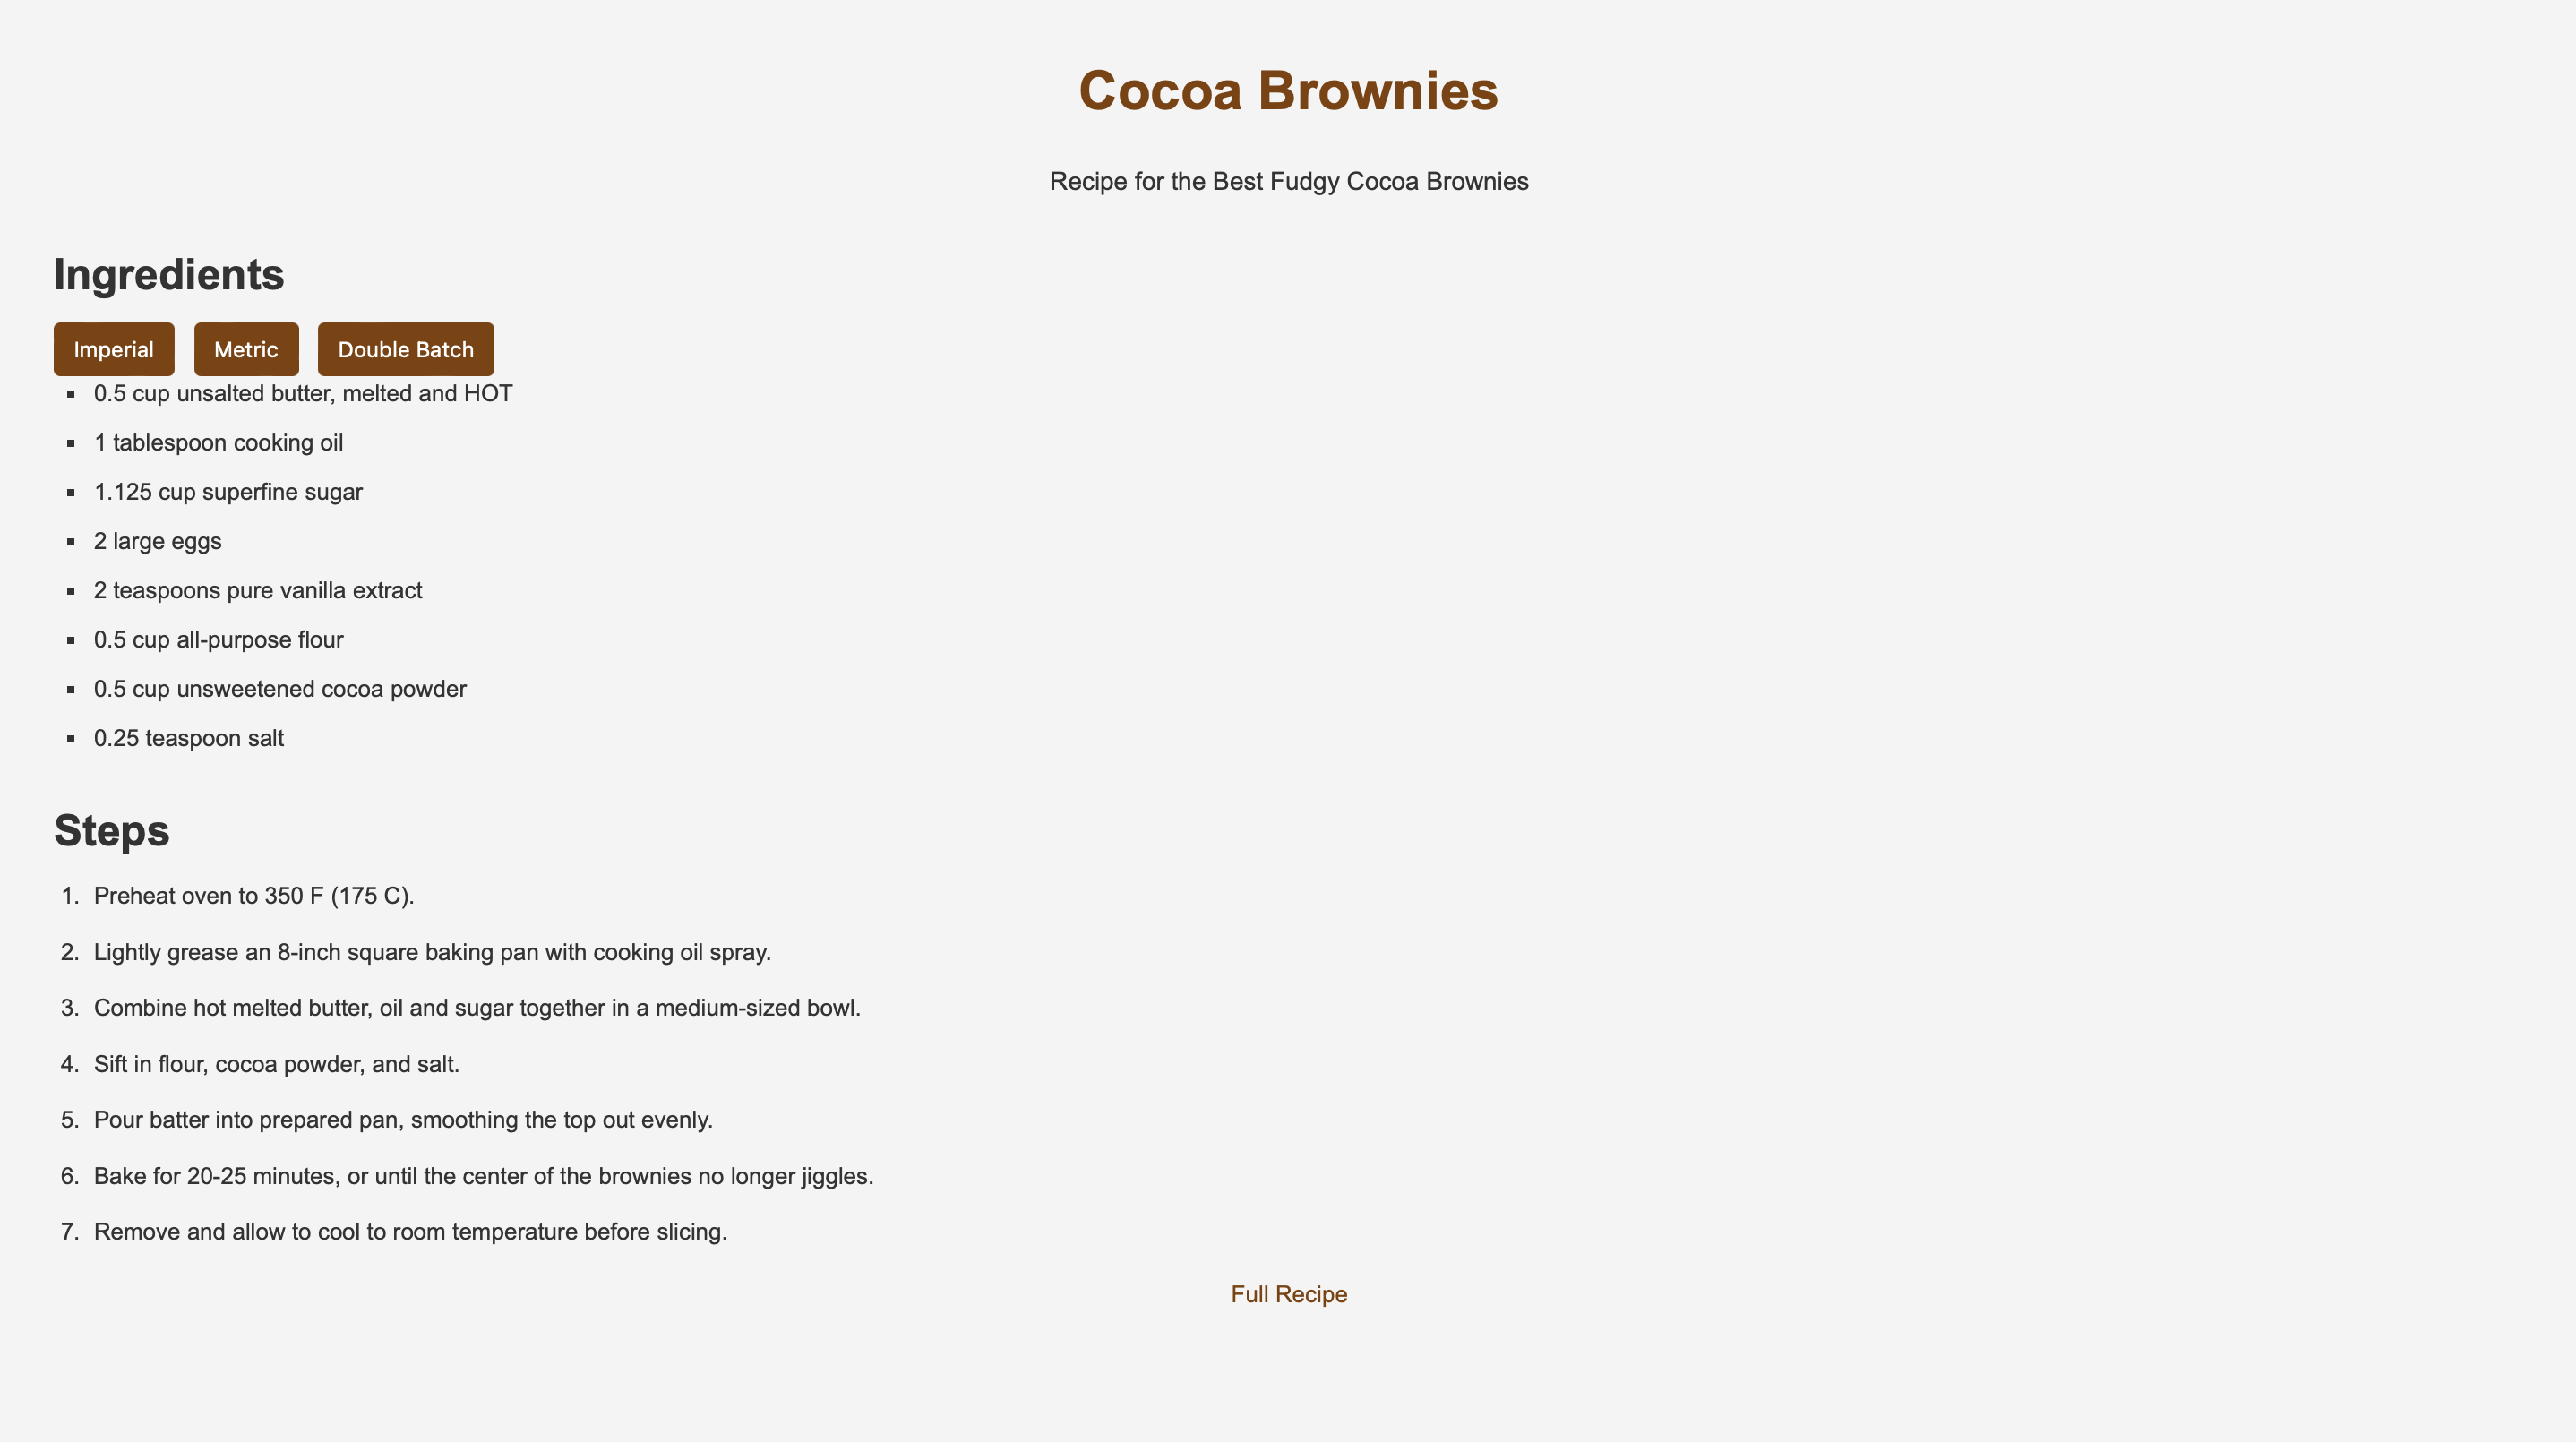 Cocoa Brownies
Recipe for the Best Fudgy Cocoa Brownies
Ingredients
Imperial Metric Double Batch
▪ 0.5 cup unsalted butter, melted and HOT
▪ 1 tablespoon cooking oil
▪ 1.125 cup superfine sugar
▪ 2 large eggs
▪ 2 teaspoons pure vanilla extract
▪ 0.5 cup all-purpose flour
▪ 0.5 cup unsweetened cocoa powder
▪ 0.25 teaspoon salt
Steps
1. Preheat oven to 350 F (175 C).
2. Lightly grease an 8-inch square baking pan with cooking oil spray.
3. Combine hot melted butter, oil and sugar together in a medium-sized bowl.
4. Sift in flour, cocoa powder, and salt.
5. Pour batter into prepared pan, smoothing the top out evenly.
6. Bake for 20-25 minutes, or until the center of the brownies no longer jiggles.
7. Remove and allow to cool to room temperature before slicing.
Full Recipe